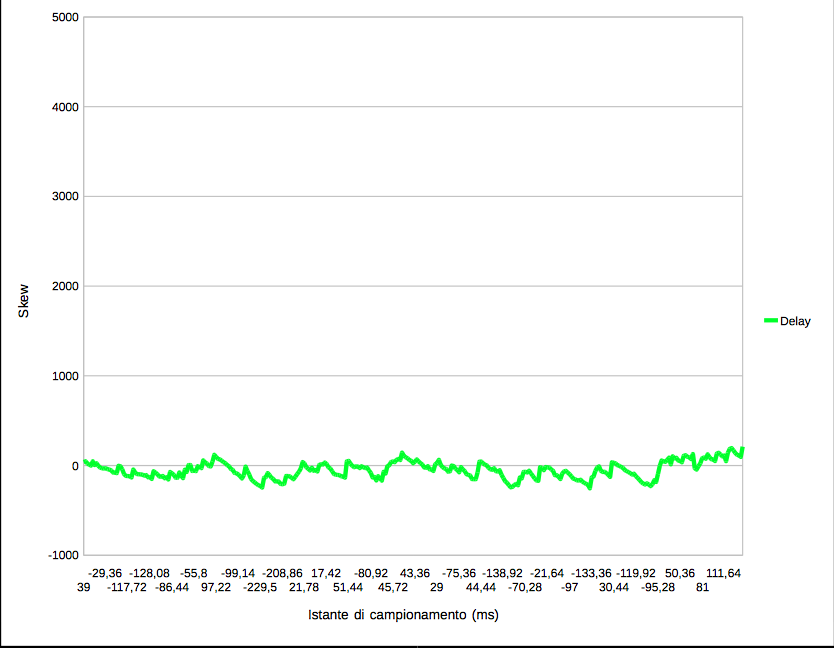 5000
4000
3000
2000
1000
0
-1000
Skew
Delay
-29,36 -128,08 -55,8 -99,14 -208,86 17,42 -80,92 43,36 -75,36 -138,92 -21,64 -133,36 -119,92 50,36 111,64
39 -117,72 -86,44 97,22 -229,5 21,78 51,44 45,72 29 44,44 -70,28 -97 30,44 -95,28 81
Istante di campionamento (ms)